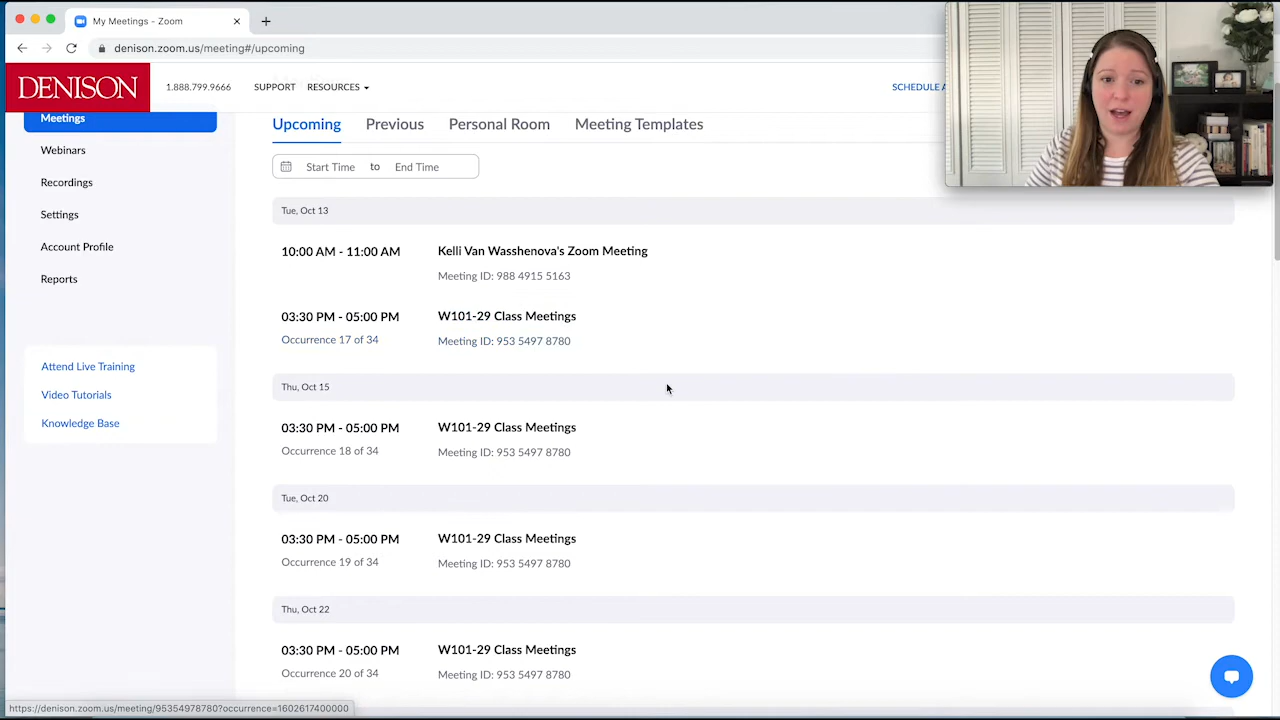 My Meetings - Zoom
denison.zoom.us/meeting#/upcoming
DENISON
1.888.799.9666
SUPPORT
RESOURCES
SCHEDULE A
Meetings
Webinars
Recordings
Settings
Account Profile
Reports
Attend Live Training
Video Tutorials
Knowledge Base
Upcoming
Previous
Personal Room
Meeting Templates
Start Time to End Time
Tue, Oct 13
10:00 AM - 11:00 AM
Kelli Van Wasshenova's Zoom Meeting
Meeting ID: 988 4915 5163
03:30 PM - 05:00 PM
W101-29 Class Meetings
Occurrence 17 of 34
Meeting ID: 953 5497 8780
Thu, Oct 15
03:30 PM - 05:00 PM
W101-29 Class Meetings
Occurrence 18 of 34
Meeting ID: 953 5497 8780
Tue, Oct 20
03:30 PM - 05:00 PM
W101-29 Class Meetings
Occurrence 19 of 34
Meeting ID: 953 5497 8780
Thu, Oct 22
03:30 PM - 05:00 PM
W101-29 Class Meetings
Occurrence 20 of 34
Meeting ID: 953 5497 8780
https://denison.zoom.us/meeting/95354978780?occurrence=1602617400000